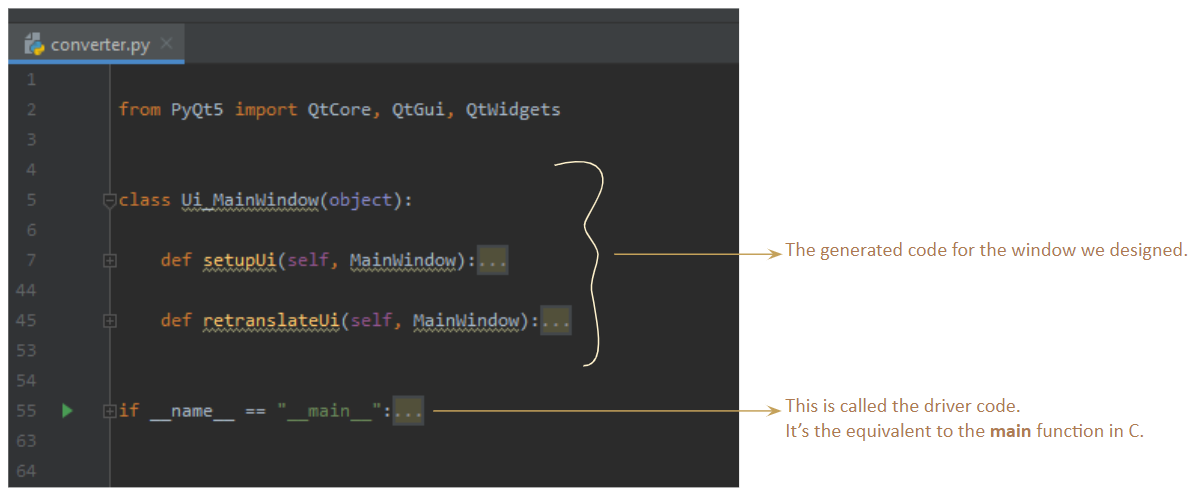 converter.py
1
2 from PyQt5 import QtCore, QtGui, QtWidgets
3
4
5 class Ui_MainWindow(object):
6
7 def setupUi(self, MainWindow):...
44
45 def retranslateUi(self, MainWindow):...
53
54
55 if __name__ == "__main__":...
63
64
The generated code for the window we designed.
This is called the driver code.
It’s the equivalent to the main function in C.